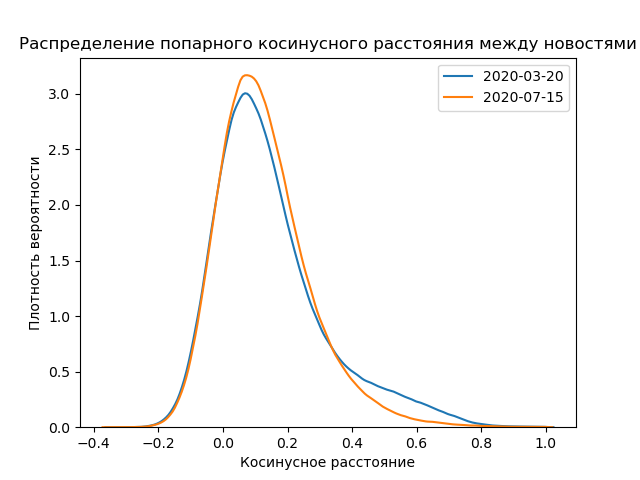 Распределение попарного косинусного расстояния между новостями
2020-03-20
2020-07-15
Плотность вероятности
3.0
2.5
2.0
1.5
1.0
0.5
0.0
−0.4 −0.2 0.0 0.2 0.4 0.6 0.8 1.0
Косинусное расстояние